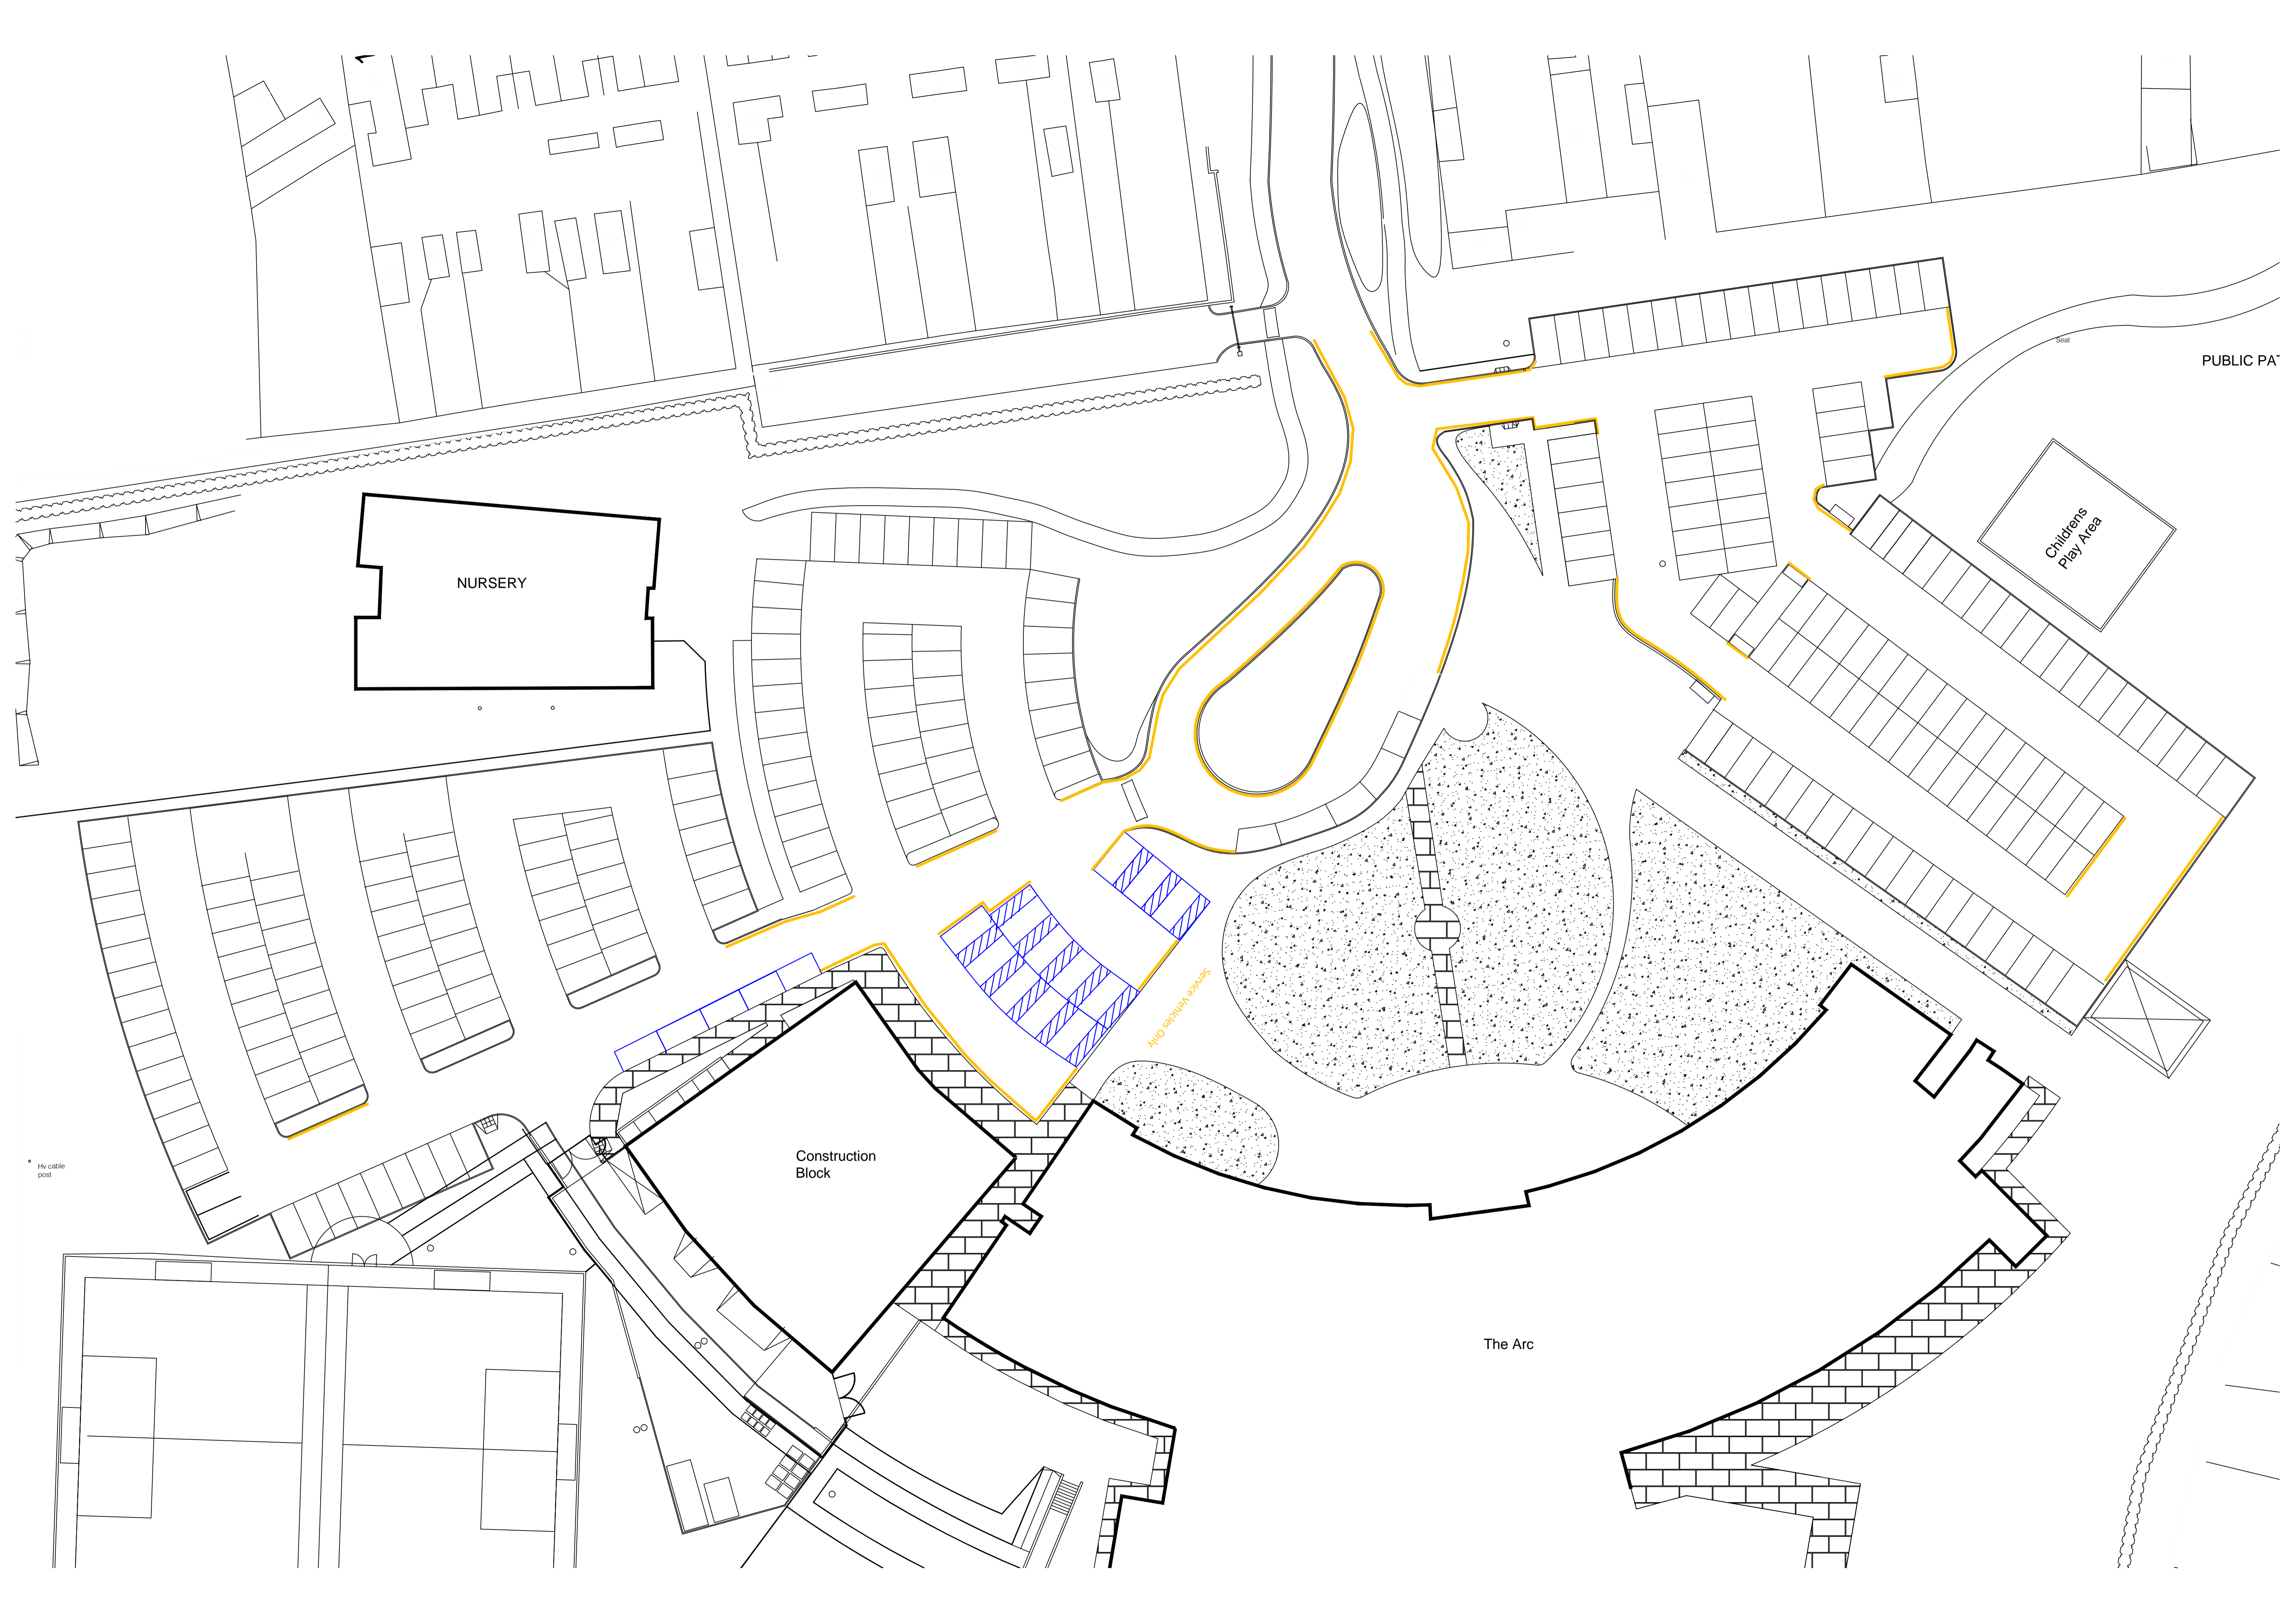 Seat
PUBLIC PAT
Childrens
Play Area
NURSERY
Service Vehicles Only
Hv cable
post
Construction
Block
The Arc